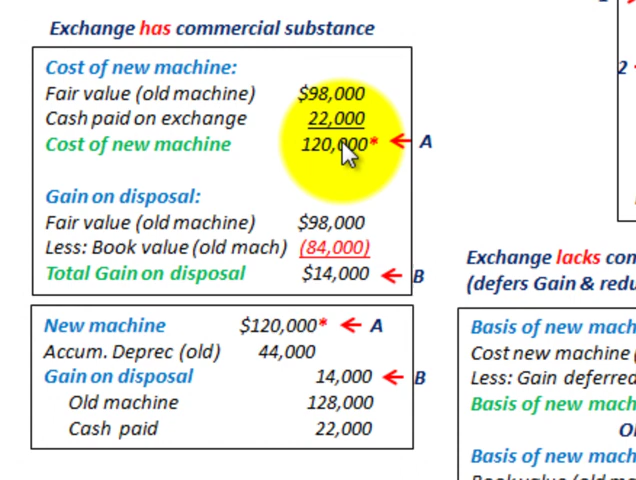 Exchange has commercial substance
Cost of new machine:
Fair value (old machine) $98,000
Cash paid on exchange 22,000
Cost of new machine 120,000* A
Gain on disposal:
Fair value (old machine) $98,000
Less: Book value (old mach) (84,000)
Total Gain on disposal $14,000 B
New machine $120,000* A
Accum. Deprec (old) 44,000
Gain on disposal 14,000 B
Old machine 128,000
Cash paid 22,000
2
Exchange lacks com
(defers Gain & redu
Basis of new mach
Cost new machine (
Less: Gain deferred
Basis of new mach
Basis of new mach